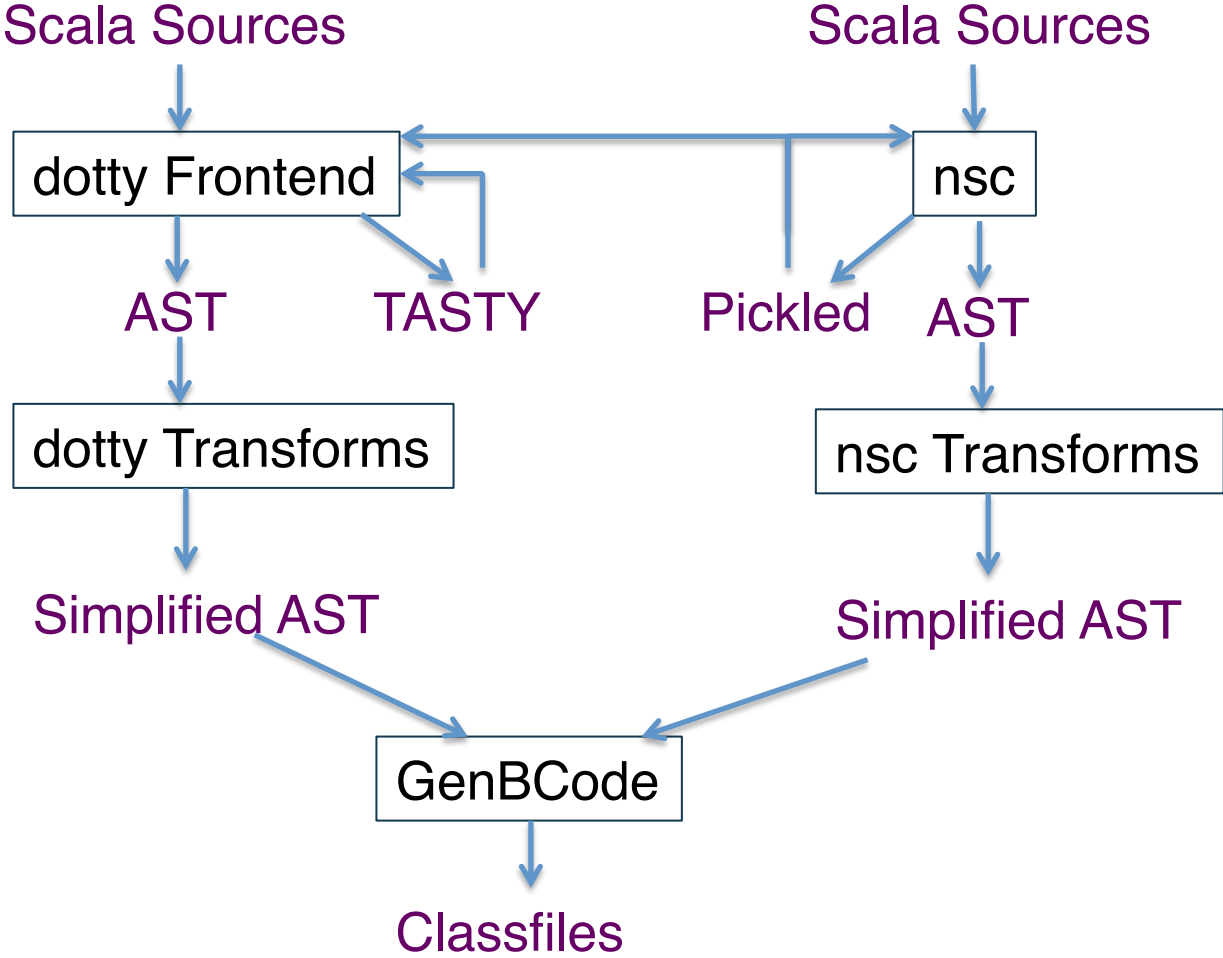 Scala Sources
Scala Sources
dotty Frontend
nsc
AST
TASTY
Pickled
AST
dotty Transforms
nsc Transforms
Simplified AST
Simplified AST
GenBCode
Classfiles